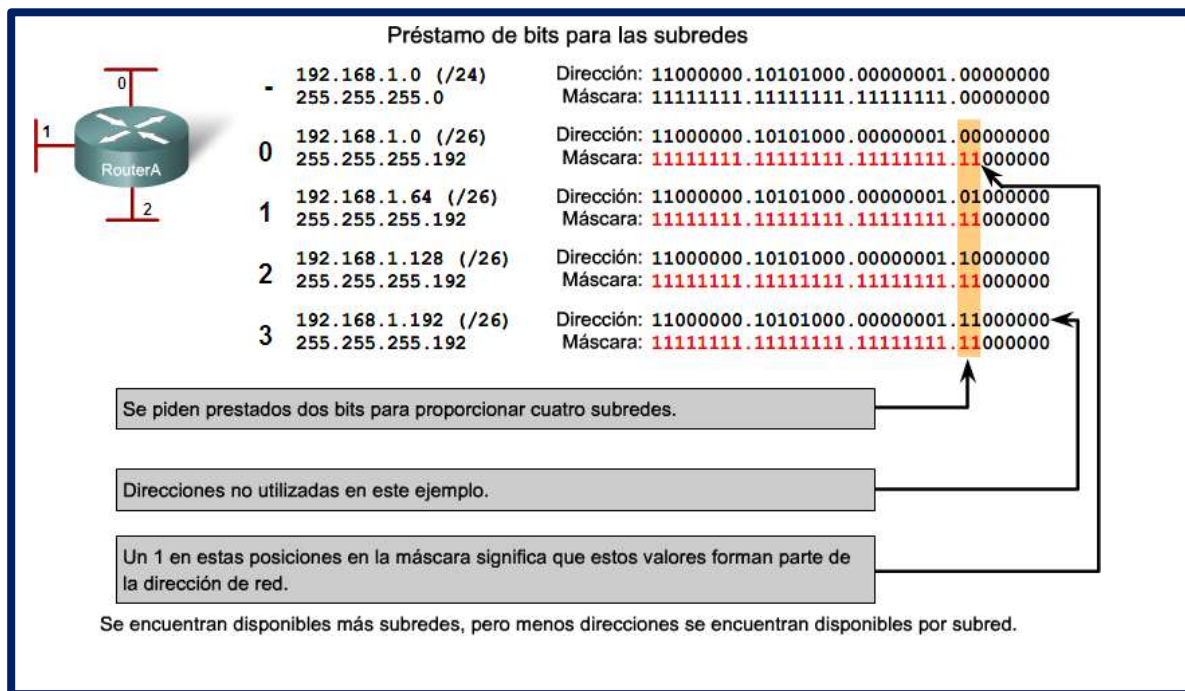 Préstamo de bits para las subredes
0
1
RouterA
2
- 192.168.1.0 (/24) Dirección: 11000000.10101000.00000001.00000000
255.255.255.0 Máscara: 11111111.11111111.11111111.00000000
0 192.168.1.0 (/26) Dirección: 11000000.10101000.00000001.00000000
255.255.255.192 Máscara: 11111111.11111111.11111111.11000000
1 192.168.1.64 (/26) Dirección: 11000000.10101000.00000001.01000000
255.255.255.192 Máscara: 11111111.11111111.11111111.11000000
2 192.168.1.128 (/26) Dirección: 11000000.10101000.00000001.10000000
255.255.255.192 Máscara: 11111111.11111111.11111111.11000000
3 192.168.1.192 (/26) Dirección: 11000000.10101000.00000001.11000000
255.255.255.192 Máscara: 11111111.11111111.11111111.11000000
Se piden prestados dos bits para proporcionar cuatro subredes.
Direcciones no utilizadas en este ejemplo.
Un 1 en estas posiciones en la máscara significa que estos valores forman parte de
la dirección de red.
Se encuentran disponibles más subredes, pero menos direcciones se encuentran disponibles por subred.